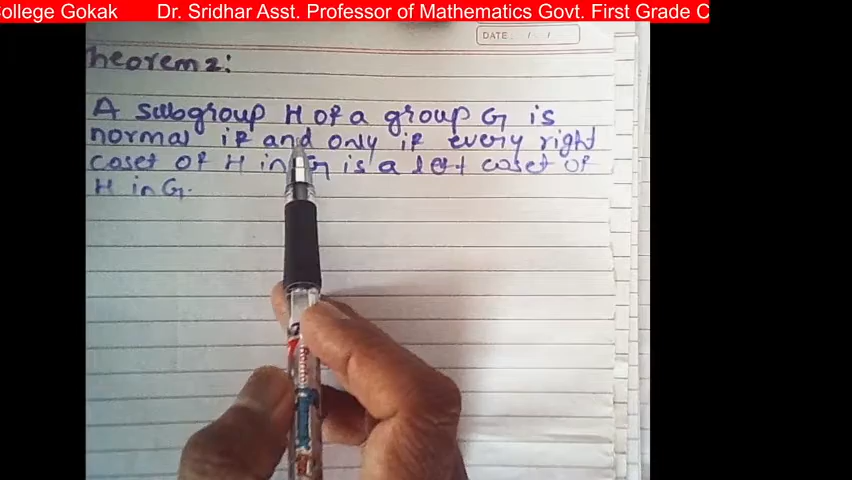 ollege Gokak Dr. Sridhar Asst. Professor of Mathematics Govt. First Grade C
DATE: / /
heorem 2:
A subgroup H of a group G is
normal if and only if every right
coset of H in G is a left coset of
H in G.